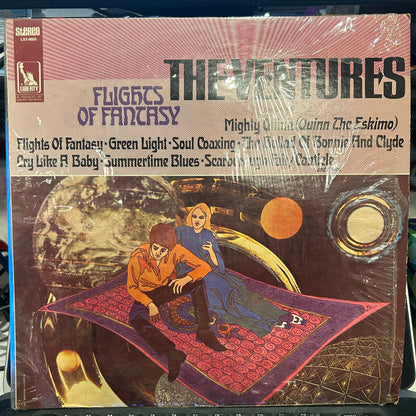 Stereo
LST-8055
LIBERTY
THE VENTURES
FLIGHTS
OF FANTASY
Mighty Quinn (Quinn The Eskimo)
Flights Of Fantasy · Green Light · Soul Coaxing · The Ballad Of Bonnie And Clyde
Cry Like A Baby · Summertime Blues · Scarborough Fair/Canticle